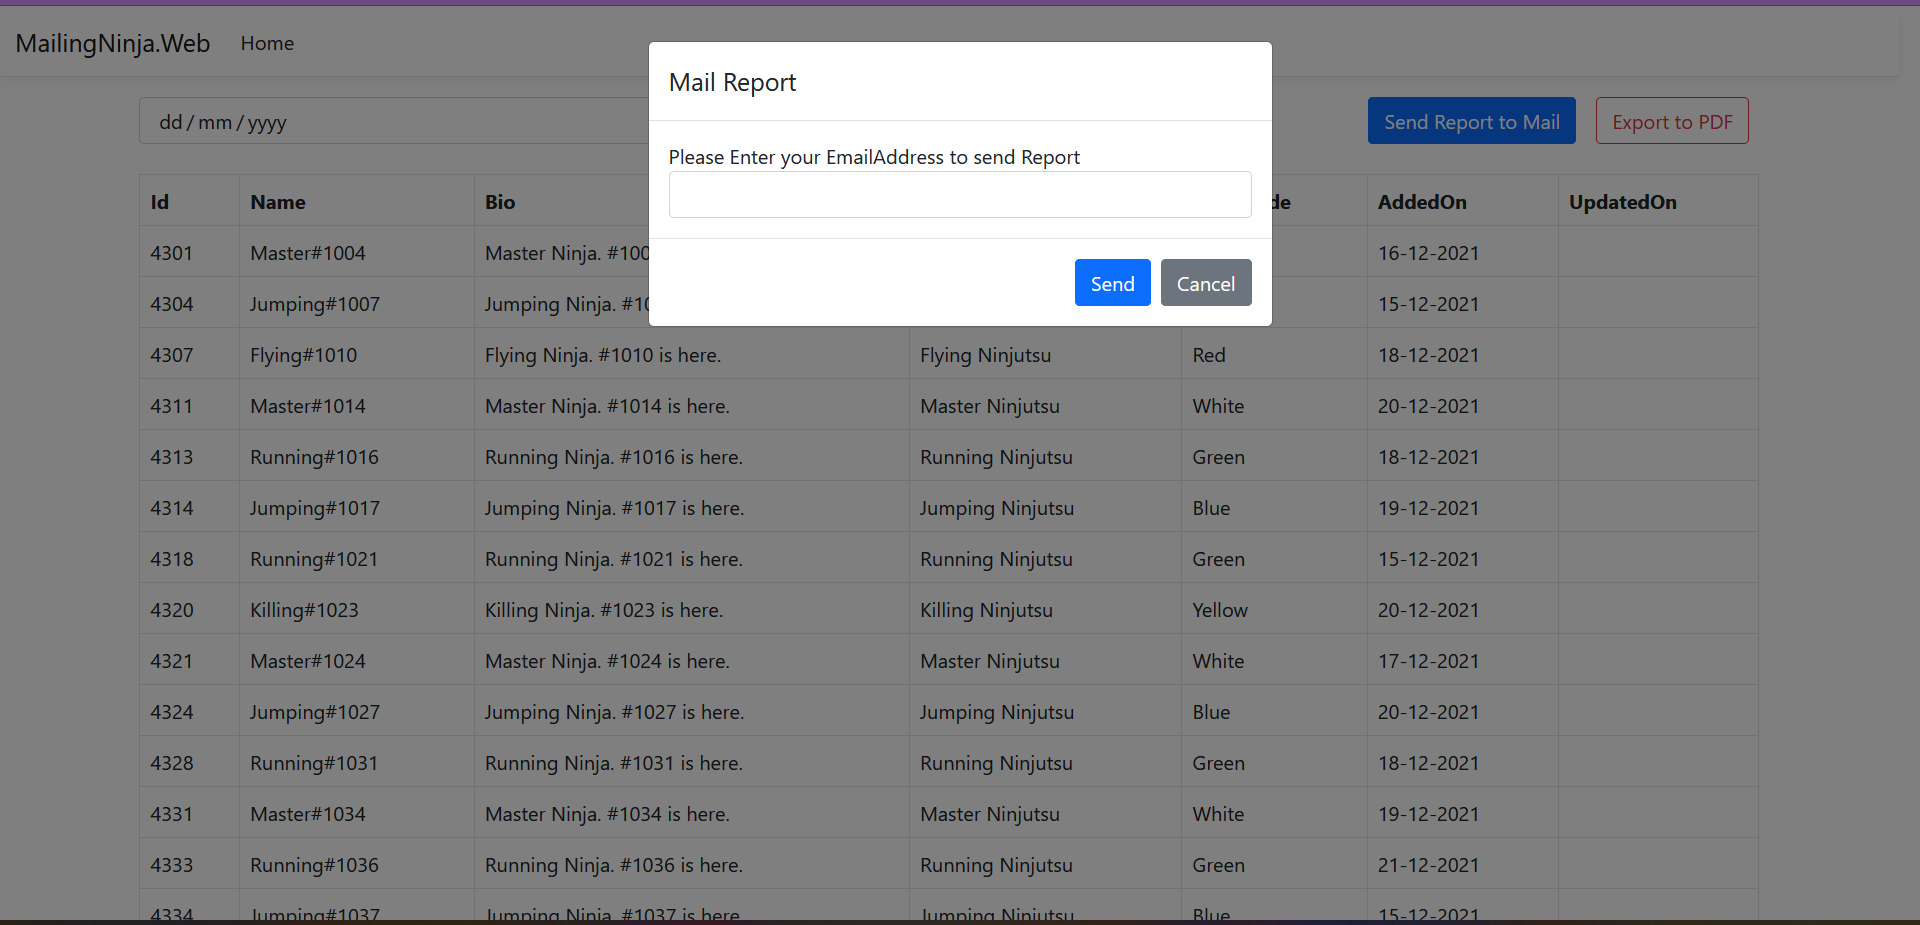 MailingNinja.Web Home
Mail Report
dd/mm/yyyy
Send Report to Mail Export to PDF
Please Enter your EmailAddress to send Report
Id Name Bio de AddedOn UpdatedOn
4301 Master#1004 Master Ninja. #100 16-12-2021
Send Cancel
4304 Jumping#1007 Jumping Ninja. #10 15-12-2021
4307 Flying#1010 Flying Ninja. #1010 is here. Flying Ninjutsu Red 18-12-2021
4311 Master#1014 Master Ninja. #1014 is here. Master Ninjutsu White 20-12-2021
4313 Running#1016 Running Ninja. #1016 is here. Running Ninjutsu Green 18-12-2021
4314 Jumping#1017 Jumping Ninja. #1017 is here. Jumping Ninjutsu Blue 19-12-2021
4318 Running#1021 Running Ninja. #1021 is here. Running Ninjutsu Green 15-12-2021
4320 Killing#1023 Killing Ninja. #1023 is here. Killing Ninjutsu Yellow 20-12-2021
4321 Master#1024 Master Ninja. #1024 is here. Master Ninjutsu White 17-12-2021
4324 Jumping#1027 Jumping Ninja. #1027 is here. Jumping Ninjutsu Blue 20-12-2021
4328 Running#1031 Running Ninja. #1031 is here. Running Ninjutsu Green 18-12-2021
4331 Master#1034 Master Ninja. #1034 is here. Master Ninjutsu White 19-12-2021
4333 Running#1036 Running Ninja. #1036 is here. Running Ninjutsu Green 21-12-2021
4334 Jumping#1037 Jumping Ninja. #1037 is here. Jumping Ninjutsu Blue 15-12-2021